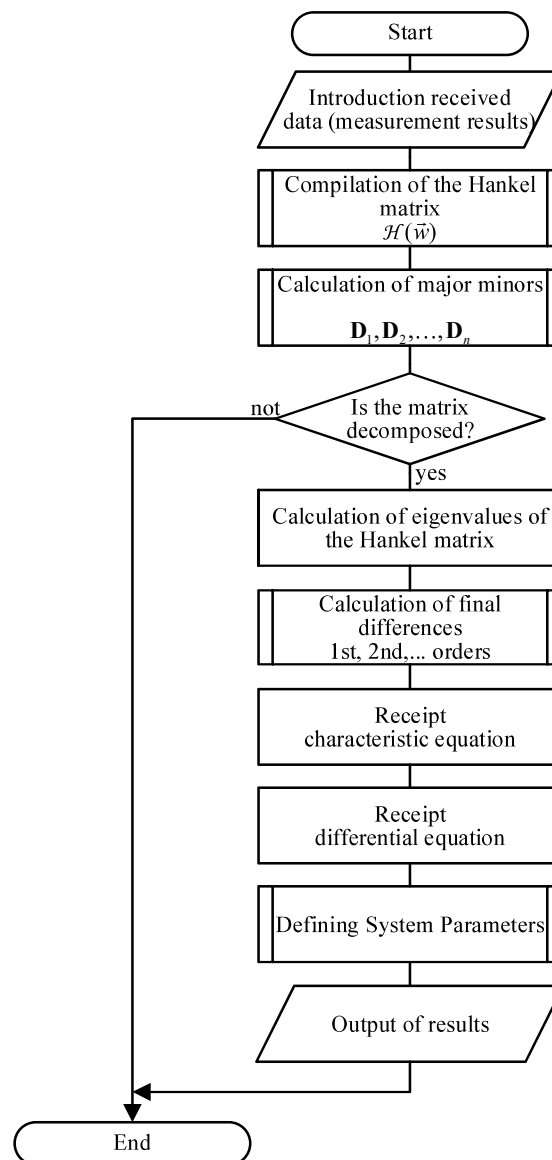 Start
Introduction received
data (measurement results)
Compilation of the Hankel
matrix
ℋ(w⃗)
Calculation of major minors
D₁,D₂,…,Dₙ
not
Is the matrix
decomposed?
yes
Calculation of eigenvalues of
the Hankel matrix
Calculation of final
differences
1st, 2nd,... orders
Receipt
characteristic equation
Receipt
differential equation
Defining System Parameters
Output of results
End